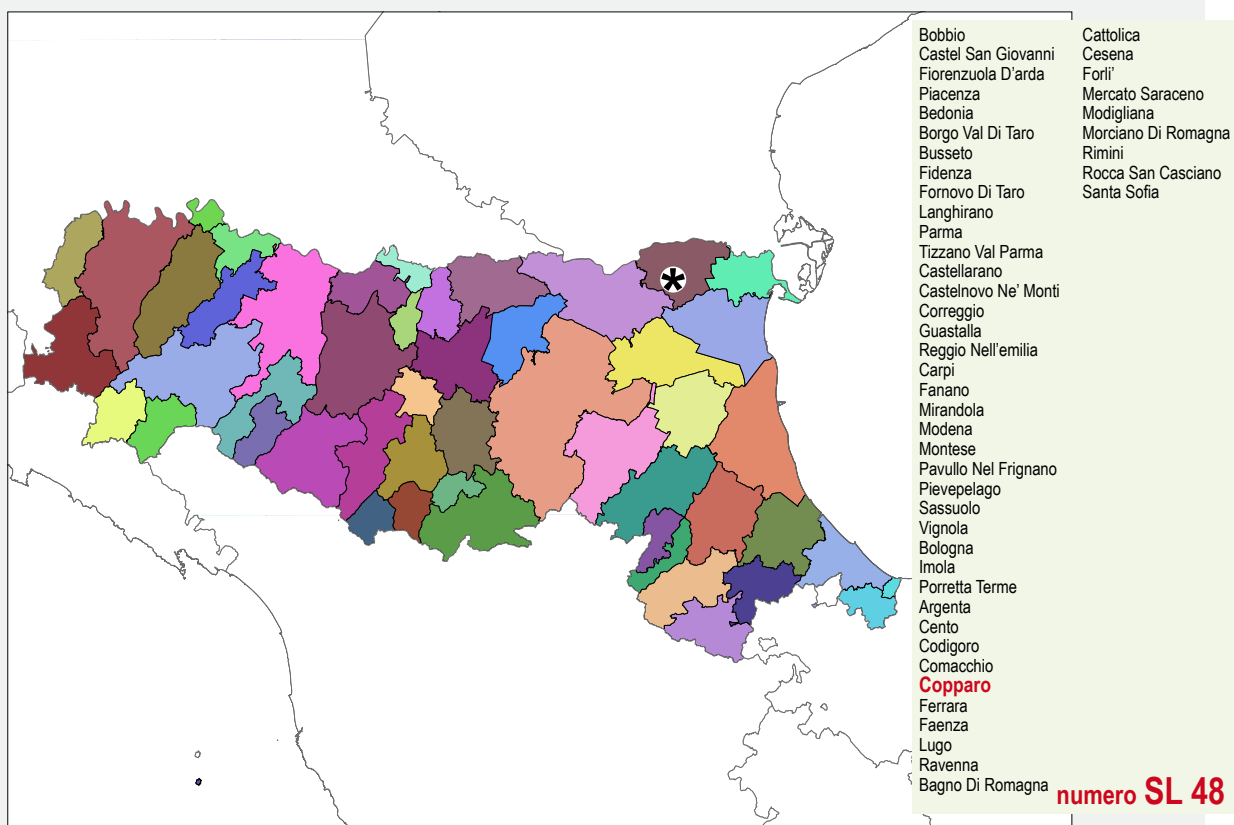 *
Bobbio
Castel San Giovanni
Fiorenzuola D'arda
Piacenza
Bedonia
Borgo Val Di Taro
Busseto
Fidenza
Fornovo Di Taro
Langhirano
Parma
Tizzano Val Parma
Castellarano
Castelnovo Ne' Monti
Correggio
Guastalla
Reggio Nell'emilia
Carpi
Fanano
Mirandola
Modena
Montese
Pavullo Nel Frignano
Pievepelago
Sassuolo
Vignola
Bologna
Imola
Porretta Terme
Argenta
Cento
Codigoro
Comacchio
Copparo
Ferrara
Faenza
Lugo
Ravenna
Bagno Di Romagna
Cattolica
Cesena
Forli'
Mercato Saraceno
Modigliana
Morciano Di Romagna
Rimini
Rocca San Casciano
Santa Sofia
numero SL 48